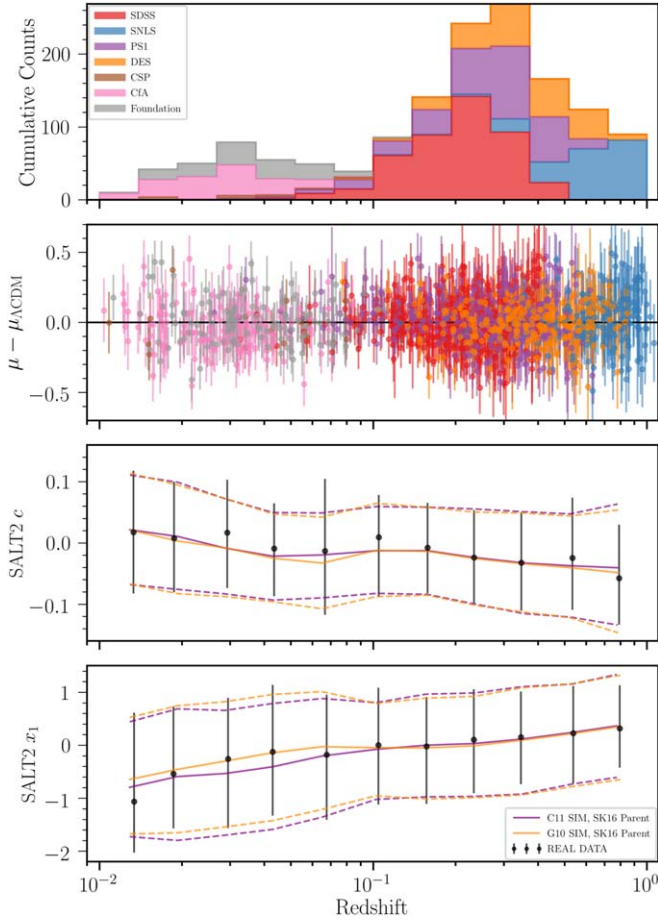 SDSS
SNLS
PS1
DES
CSP
CfA
Foundation
Cumulative Counts
200
100
0
μ − μΛCDM
0.5
0.0
−0.5
SALT2 c
0.1
0.0
−0.1
SALT2 x₁
1
0
−1
−2
C11 SIM, SK16 Parent
G10 SIM, SK16 Parent
REAL DATA
10⁻²
10⁻¹
10⁰
Redshift